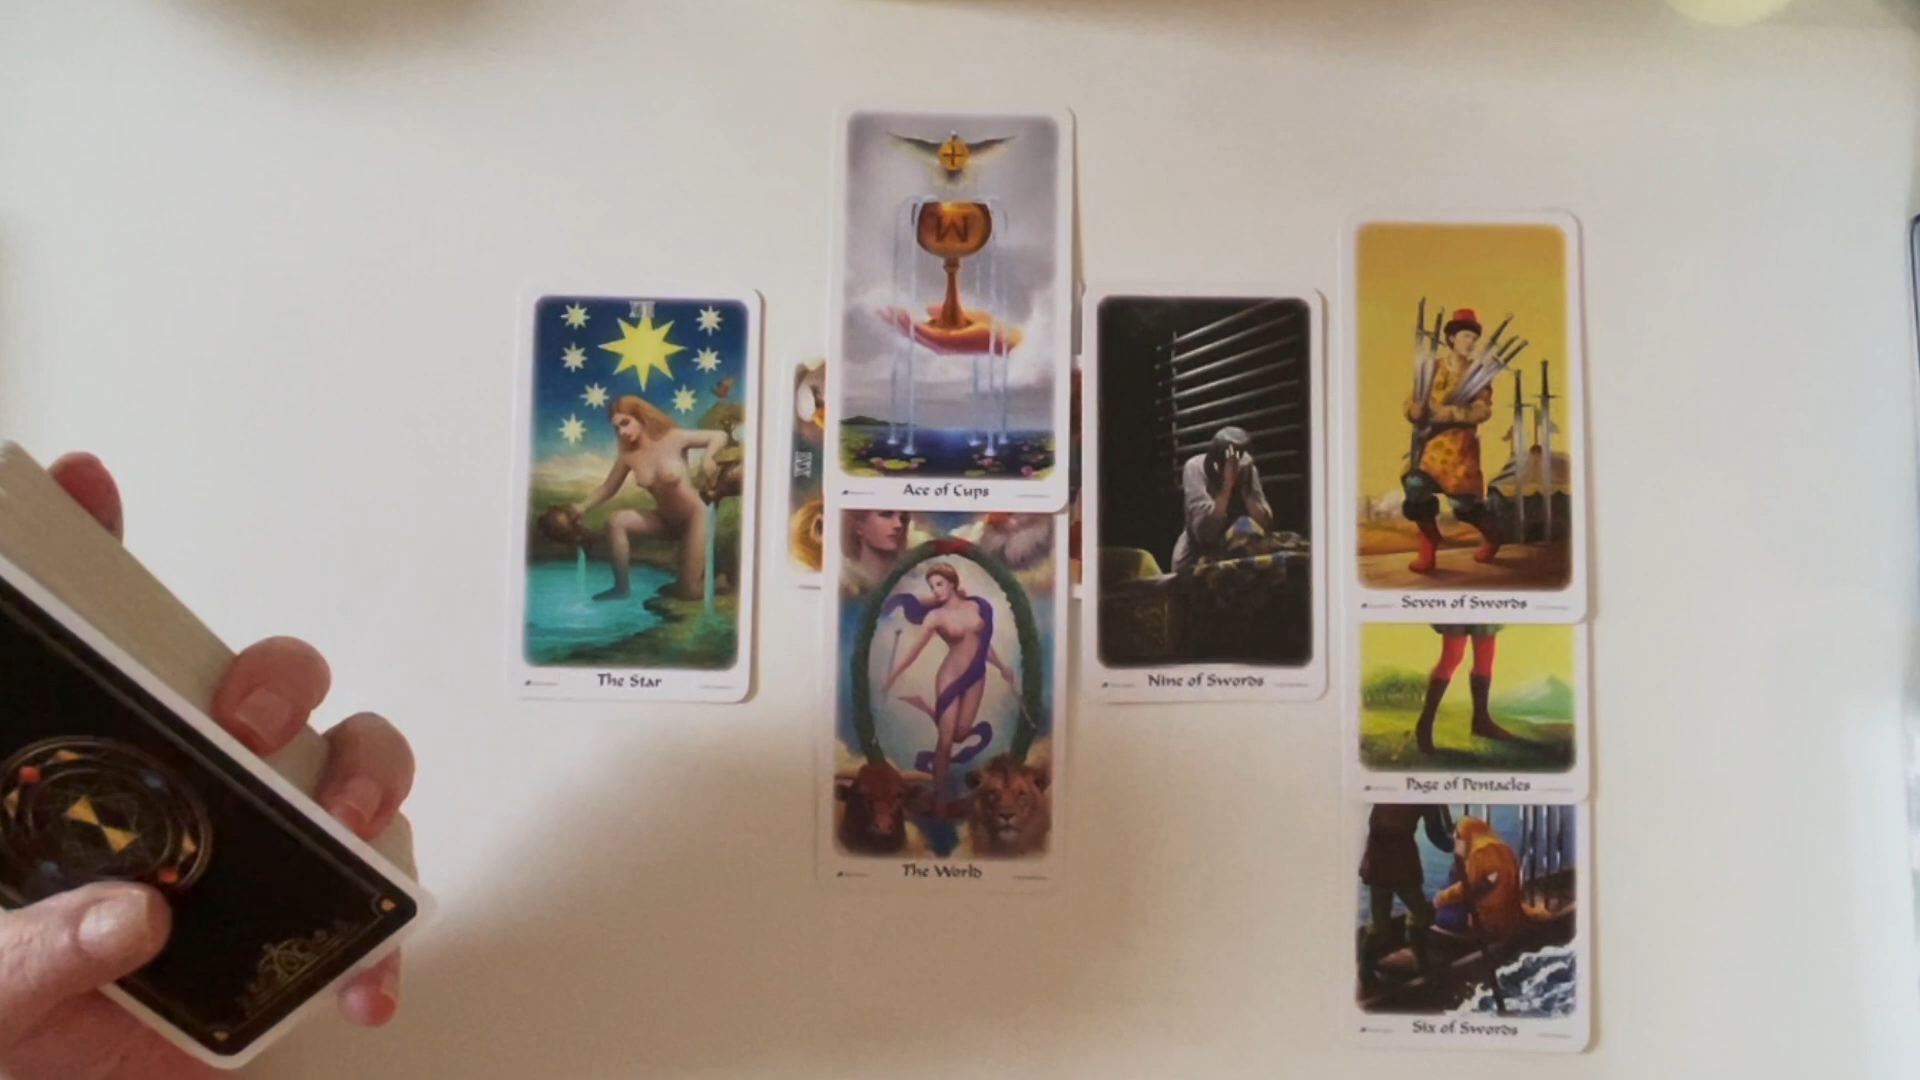 The Star
Ace of Cups
The World
Nine of Swords
Seven of Swords
Page of Pentacles
Six of Swords